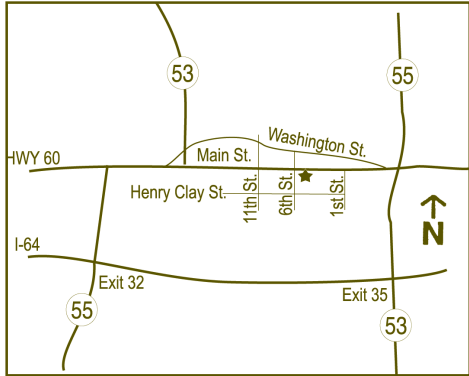 53
55
Washington St.
Main St.
HWY 60
Henry Clay St.
11th St.
6th St.
1st St.
N
I-64
Exit 32
Exit 35
55
53